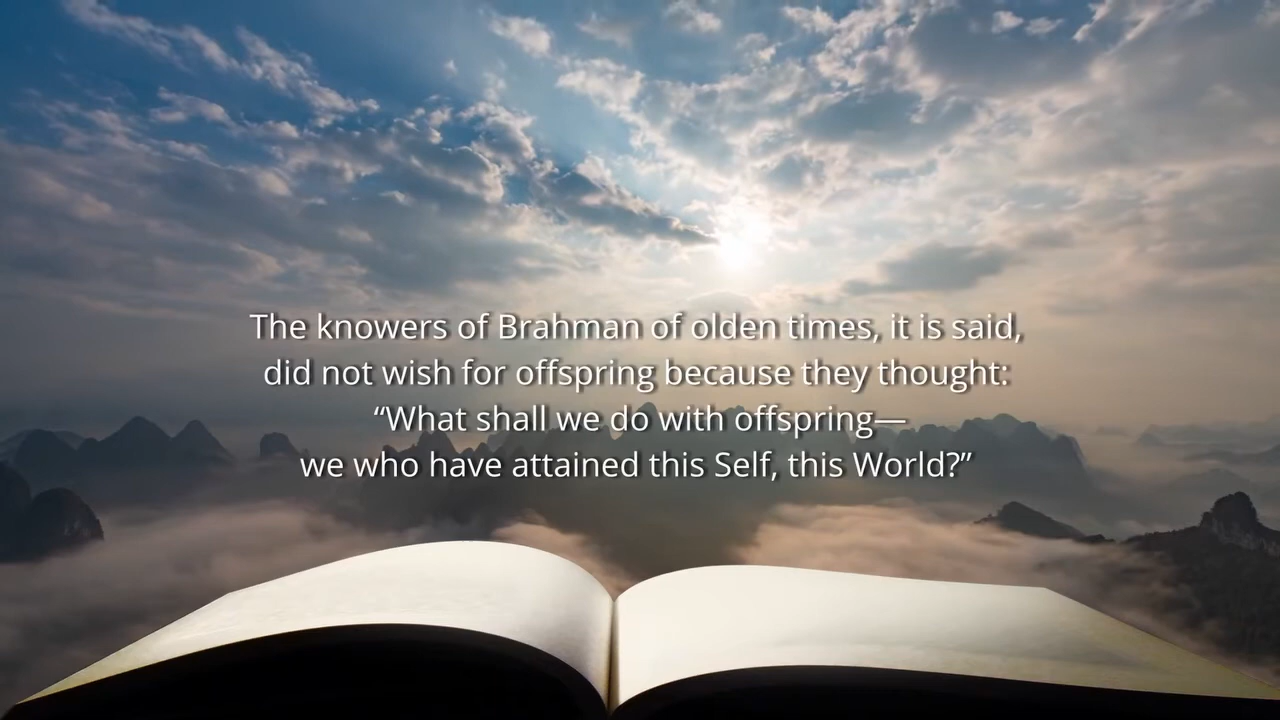 The knowers of Brahman of olden times, it is said,
did not wish for offspring because they thought:
“What shall we do with offspring—
we who have attained this Self, this World?”